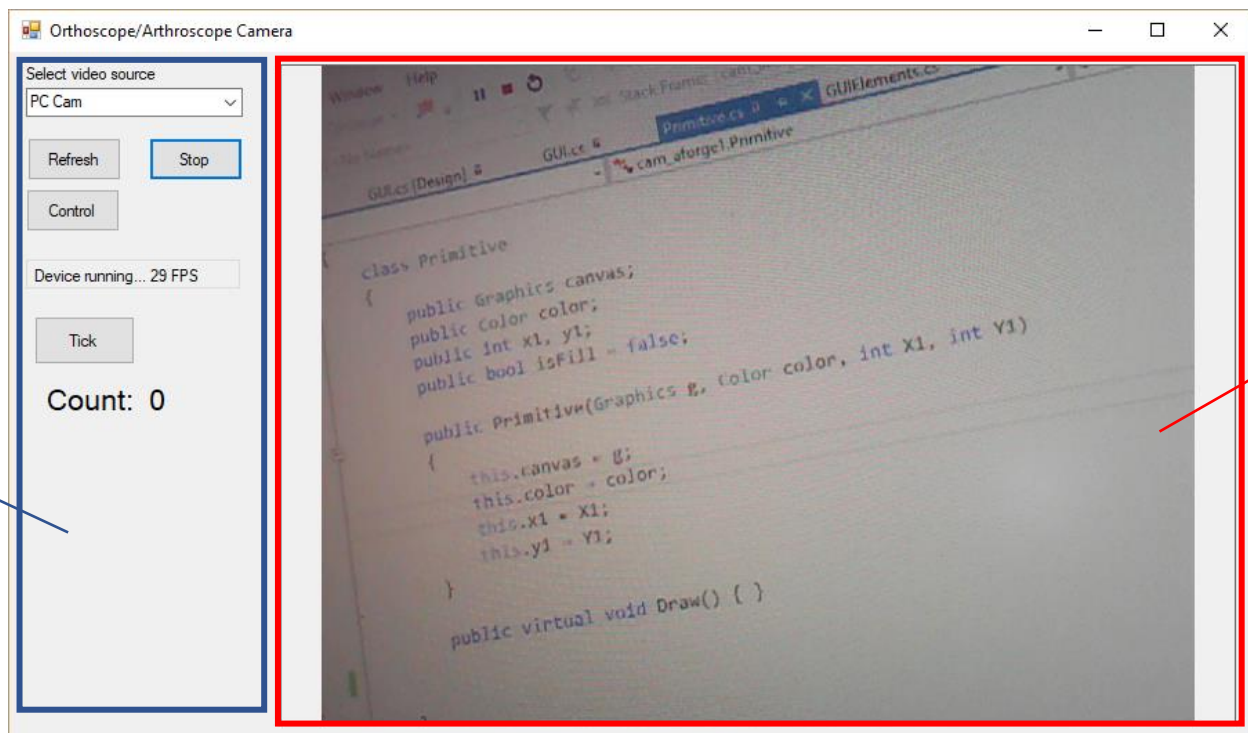 Orthoscope/Arthroscope Camera
Select video source
PC Cam
Refresh
Stop
Control
Device running... 29 FPS
Tick
Count: 0
Window Help
Stack Frame:
GUI.cs [Design]
GUI.cs
Primitive.cs
GUIElements.cs
cam_aforge1.Primitive
class Primitive
{
public Graphics canvas;
public Color color;
public int x1, y1;
public bool isFill = false;
public Primitive(Graphics g, Color color, int X1, int Y1)
{
this.canvas = g;
this.color = color;
this.x1 = X1;
this.y1 = Y1;
}
public virtual void Draw() { }